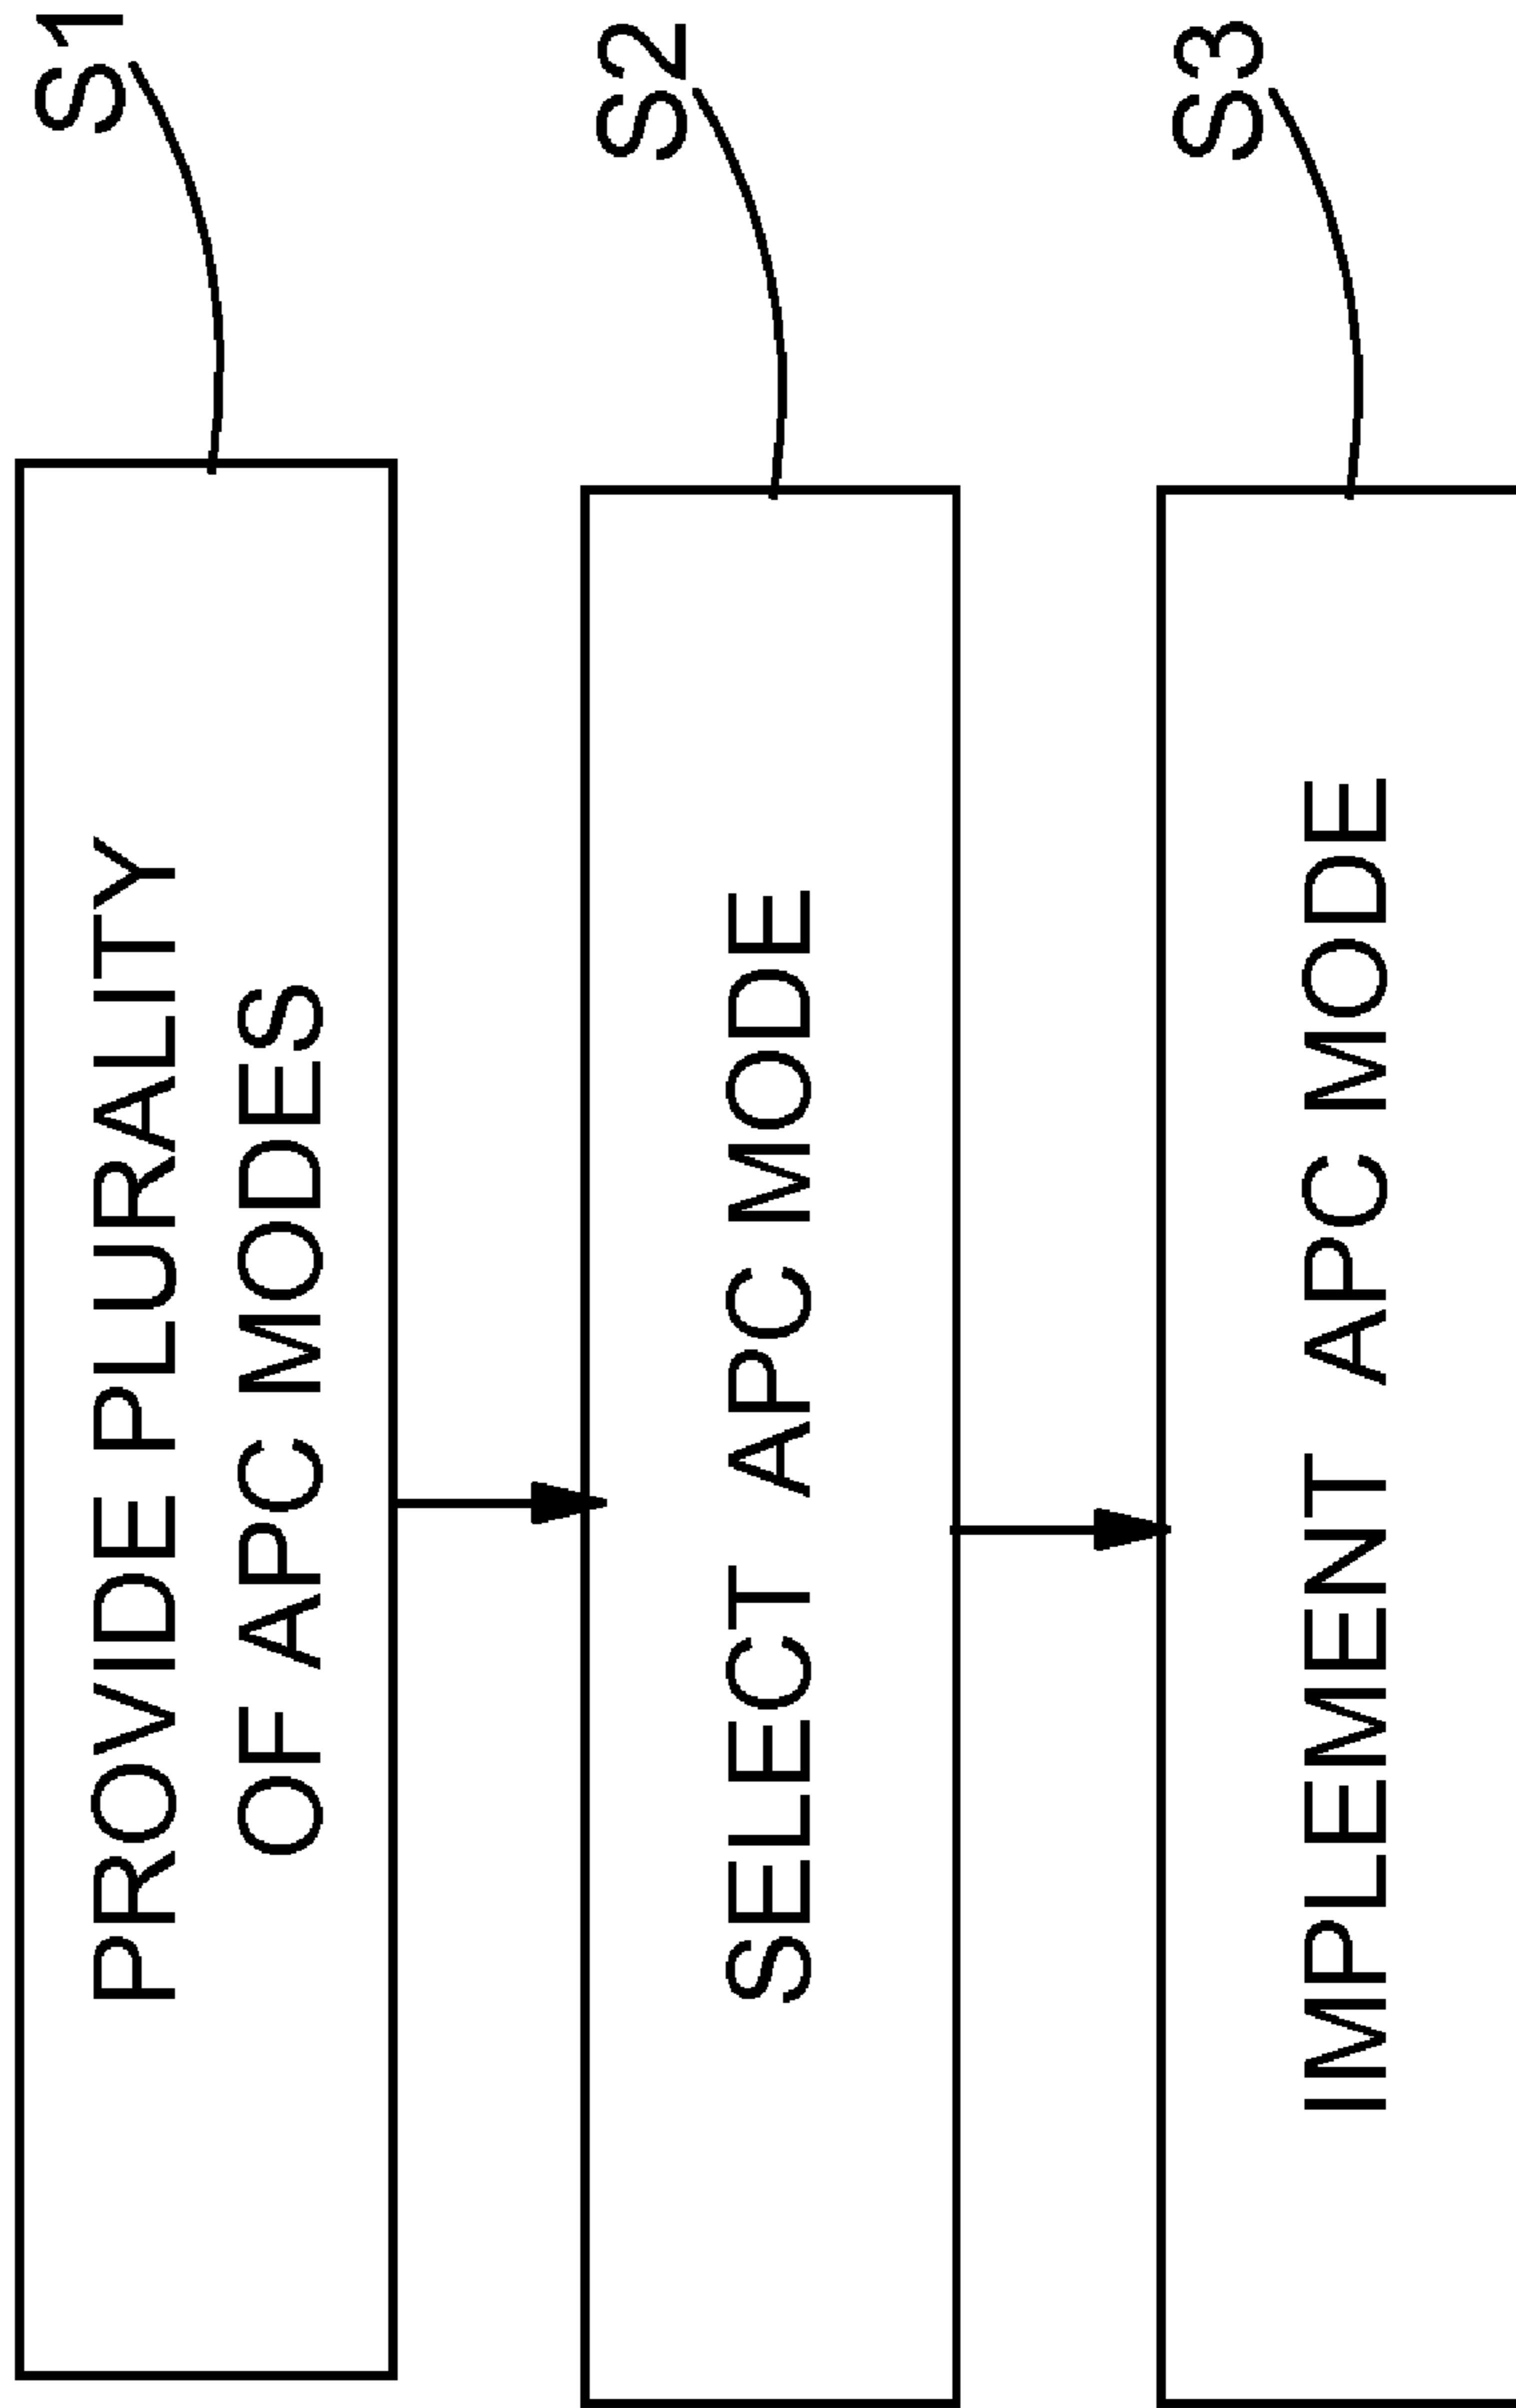 S1
PROVIDE PLURALITY
OF APC MODES
S2
SELECT APC MODE
S3
IMPLEMENT APC MODE